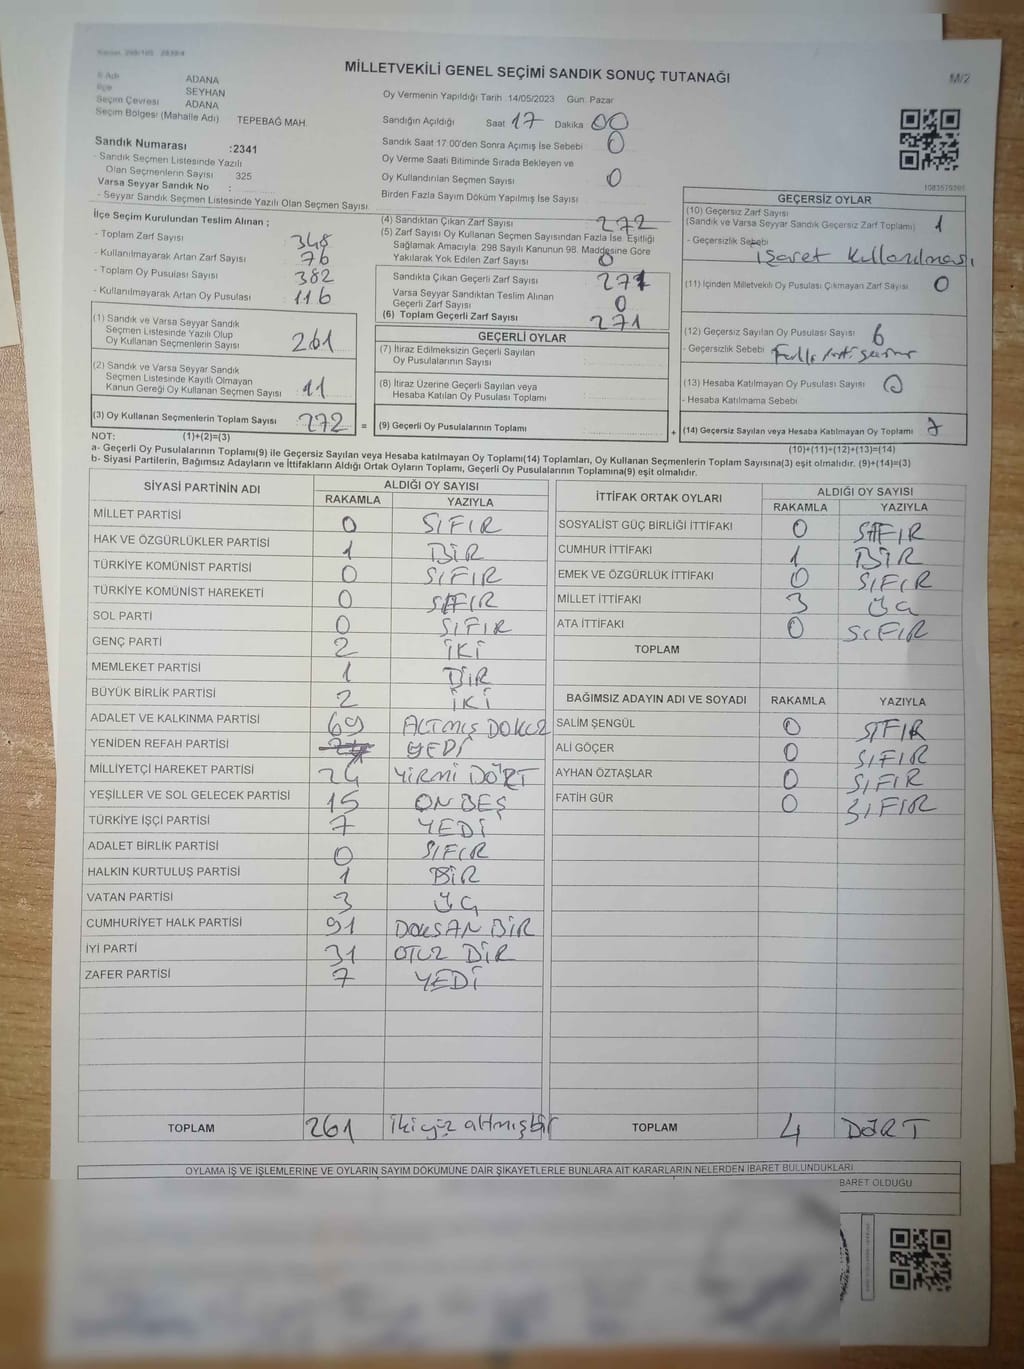 MİLLETVEKİLİ GENEL SEÇİMİ SANDIK SONUÇ TUTANAĞI
M/2
İl Adı ADANA
İlçe SEYHAN
Seçim Çevresi ADANA
Seçim Bölgesi (Mahalle Adı) TEPEBAĞ MAH.
Sandık Numarası :2341
- Sandık Seçmen Listesinde Yazılı
Olan Seçmenlerin Sayısı 325
Varsa Seyyar Sandık No :
- Seyyar Sandık Seçmen Listesinde Yazılı Olan Seçmen Sayısı
Oy Vermenin Yapıldığı Tarih :14/05/2023 Gün: Pazar
Sandığın Açıldığı Saat 17 Dakika 00
Sandık Saat 17:00'den Sonra Açımış İse Sebebi 0
Oy Verme Saati Bitiminde Sırada Bekleyen ve
Oy Kullandırılan Seçmen Sayısı 0
Birden Fazla Sayım Döküm Yapılmış İse Sayısı
İlçe Seçim Kurulundan Teslim Alınan ;
- Toplam Zarf Sayısı 348
- Kullanılmayarak Artan Zarf Sayısı 76
- Toplam Oy Pusulası Sayısı 382
- Kullanılmayarak Artan Oy Pusulası 116
(1) Sandık ve Varsa Seyyar Sandık
Seçmen Listesinde Yazılı Olup
Oy Kullanan Seçmenlerin Sayısı 261
(2) Sandık ve Varsa Seyyar Sandık
Seçmen Listesinde Kayıtlı Olmayan
Kanun Gereği Oy Kullanan Seçmen Sayısı 11
(3) Oy Kullanan Seçmenlerin Toplam Sayısı 272 =
(4) Sandıktan Çıkan Zarf Sayısı 272
(5) Zarf Sayısı Oy Kullanan Seçmen Sayısından Fazla İse, Eşitliği
Sağlamak Amacıyla; 298 Sayılı Kanunun 98. Maddesine Göre
Yakılarak Yok Edilen Zarf Sayısı 0
Sandıkta Çıkan Geçerli Zarf Sayısı 271
Varsa Seyyar Sandıktan Teslim Alınan
Geçerli Zarf Sayısı 0
(6) Toplam Geçerli Zarf Sayısı 271
GEÇERLİ OYLAR
(7) İtiraz Edilmeksizin Geçerli Sayılan
Oy Pusulalarının Sayısı
(8) İtiraz Üzerine Geçerli Sayılan veya
Hesaba Katılan Oy Pusulası Toplamı
(9) Geçerli Oy Pusulalarının Toplamı +
GEÇERSİZ OYLAR
(10) Geçersiz Zarf Sayısı
(Sandık ve Varsa Seyyar Sandık Geçersiz Zarf Toplamı) 1
- Geçersizlik Sebebi işaret kullanılması
(11) İçinden Milletvekili Oy Pusulası Çıkmayan Zarf Sayısı 0
(12) Geçersiz Sayılan Oy Pusulası Sayısı 6
- Geçersizlik Sebebi
(13) Hesaba Katılmayan Oy Pusulası Sayısı 0
- Hesaba Katılmama Sebebi
(14) Geçersiz Sayılan veya Hesaba Katılmayan Oy Toplamı 7
NOT: (1)+(2)=(3) (10)+(11)+(12)+(13)=(14)
a- Geçerli Oy Pusulalarının Toplamı(9) ile Geçersiz Sayılan veya Hesaba katılmayan Oy Toplamı(14) Toplamları, Oy Kullanan Seçmenlerin Toplam Sayısına(3) eşit olmalıdır. (9)+(14)=(3)
b- Siyasi Partilerin, Bağımsız Adayların ve İttifakların Aldığı Ortak Oyların Toplamı, Geçerli Oy Pusulalarının Toplamına(9) eşit olmalıdır.
SİYASİ PARTİNİN ADI ALDIĞI OY SAYISI
RAKAMLA YAZIYLA
MİLLET PARTİSİ 0 SIFIR
HAK VE ÖZGÜRLÜKLER PARTİSİ 1 BİR
TÜRKİYE KOMÜNİST PARTİSİ 0 SIFIR
TÜRKİYE KOMÜNİST HAREKETİ 0 SIFIR
SOL PARTİ 0 SIFIR
GENÇ PARTİ 2 İKİ
MEMLEKET PARTİSİ 1 BİR
BÜYÜK BİRLİK PARTİSİ 2 İKİ
ADALET VE KALKINMA PARTİSİ 69 ALTMIŞ DOKUZ
YENİDEN REFAH PARTİSİ YEDİ
MİLLİYETÇİ HAREKET PARTİSİ 24 YİRMİ DÖRT
YEŞİLLER VE SOL GELECEK PARTİSİ 15 ON BEŞ
TÜRKİYE İŞÇİ PARTİSİ 7 YEDİ
ADALET BİRLİK PARTİSİ 0 SIFIR
HALKIN KURTULUŞ PARTİSİ 1 BİR
VATAN PARTİSİ 3 ÜÇ
CUMHURİYET HALK PARTİSİ 91 DOKSAN BİR
İYİ PARTİ 31 OTUZ BİR
ZAFER PARTİSİ 7 YEDİ
TOPLAM 261 ikiyüz altmışbir
İTTİFAK ORTAK OYLARI ALDIĞI OY SAYISI
RAKAMLA YAZIYLA
SOSYALİST GÜÇ BİRLİĞİ İTTİFAKI 0 SIFIR
CUMHUR İTTİFAKI 1 BİR
EMEK VE ÖZGÜRLÜK İTTİFAKI 0 SIFIR
MİLLET İTTİFAKI 3 ÜÇ
ATA İTTİFAKI 0 SIFIR
TOPLAM
BAĞIMSIZ ADAYIN ADI VE SOYADI RAKAMLA YAZIYLA
SALİM ŞENGÜL 0 SIFIR
ALİ GÖÇER 0 SIFIR
AYHAN ÖZTAŞLAR 0 SIFIR
FATİH GÜR 0 SIFIR
TOPLAM 4 DÖRT
OYLAMA İŞ VE İŞLEMLERİNE VE OYLARIN SAYIM DÖKÜMÜNE DAİR ŞİKAYETLERLE BUNLARA AİT KARARLARIN NELERDEN İBARET BULUNDUKLARI
BARET OLDUĞU